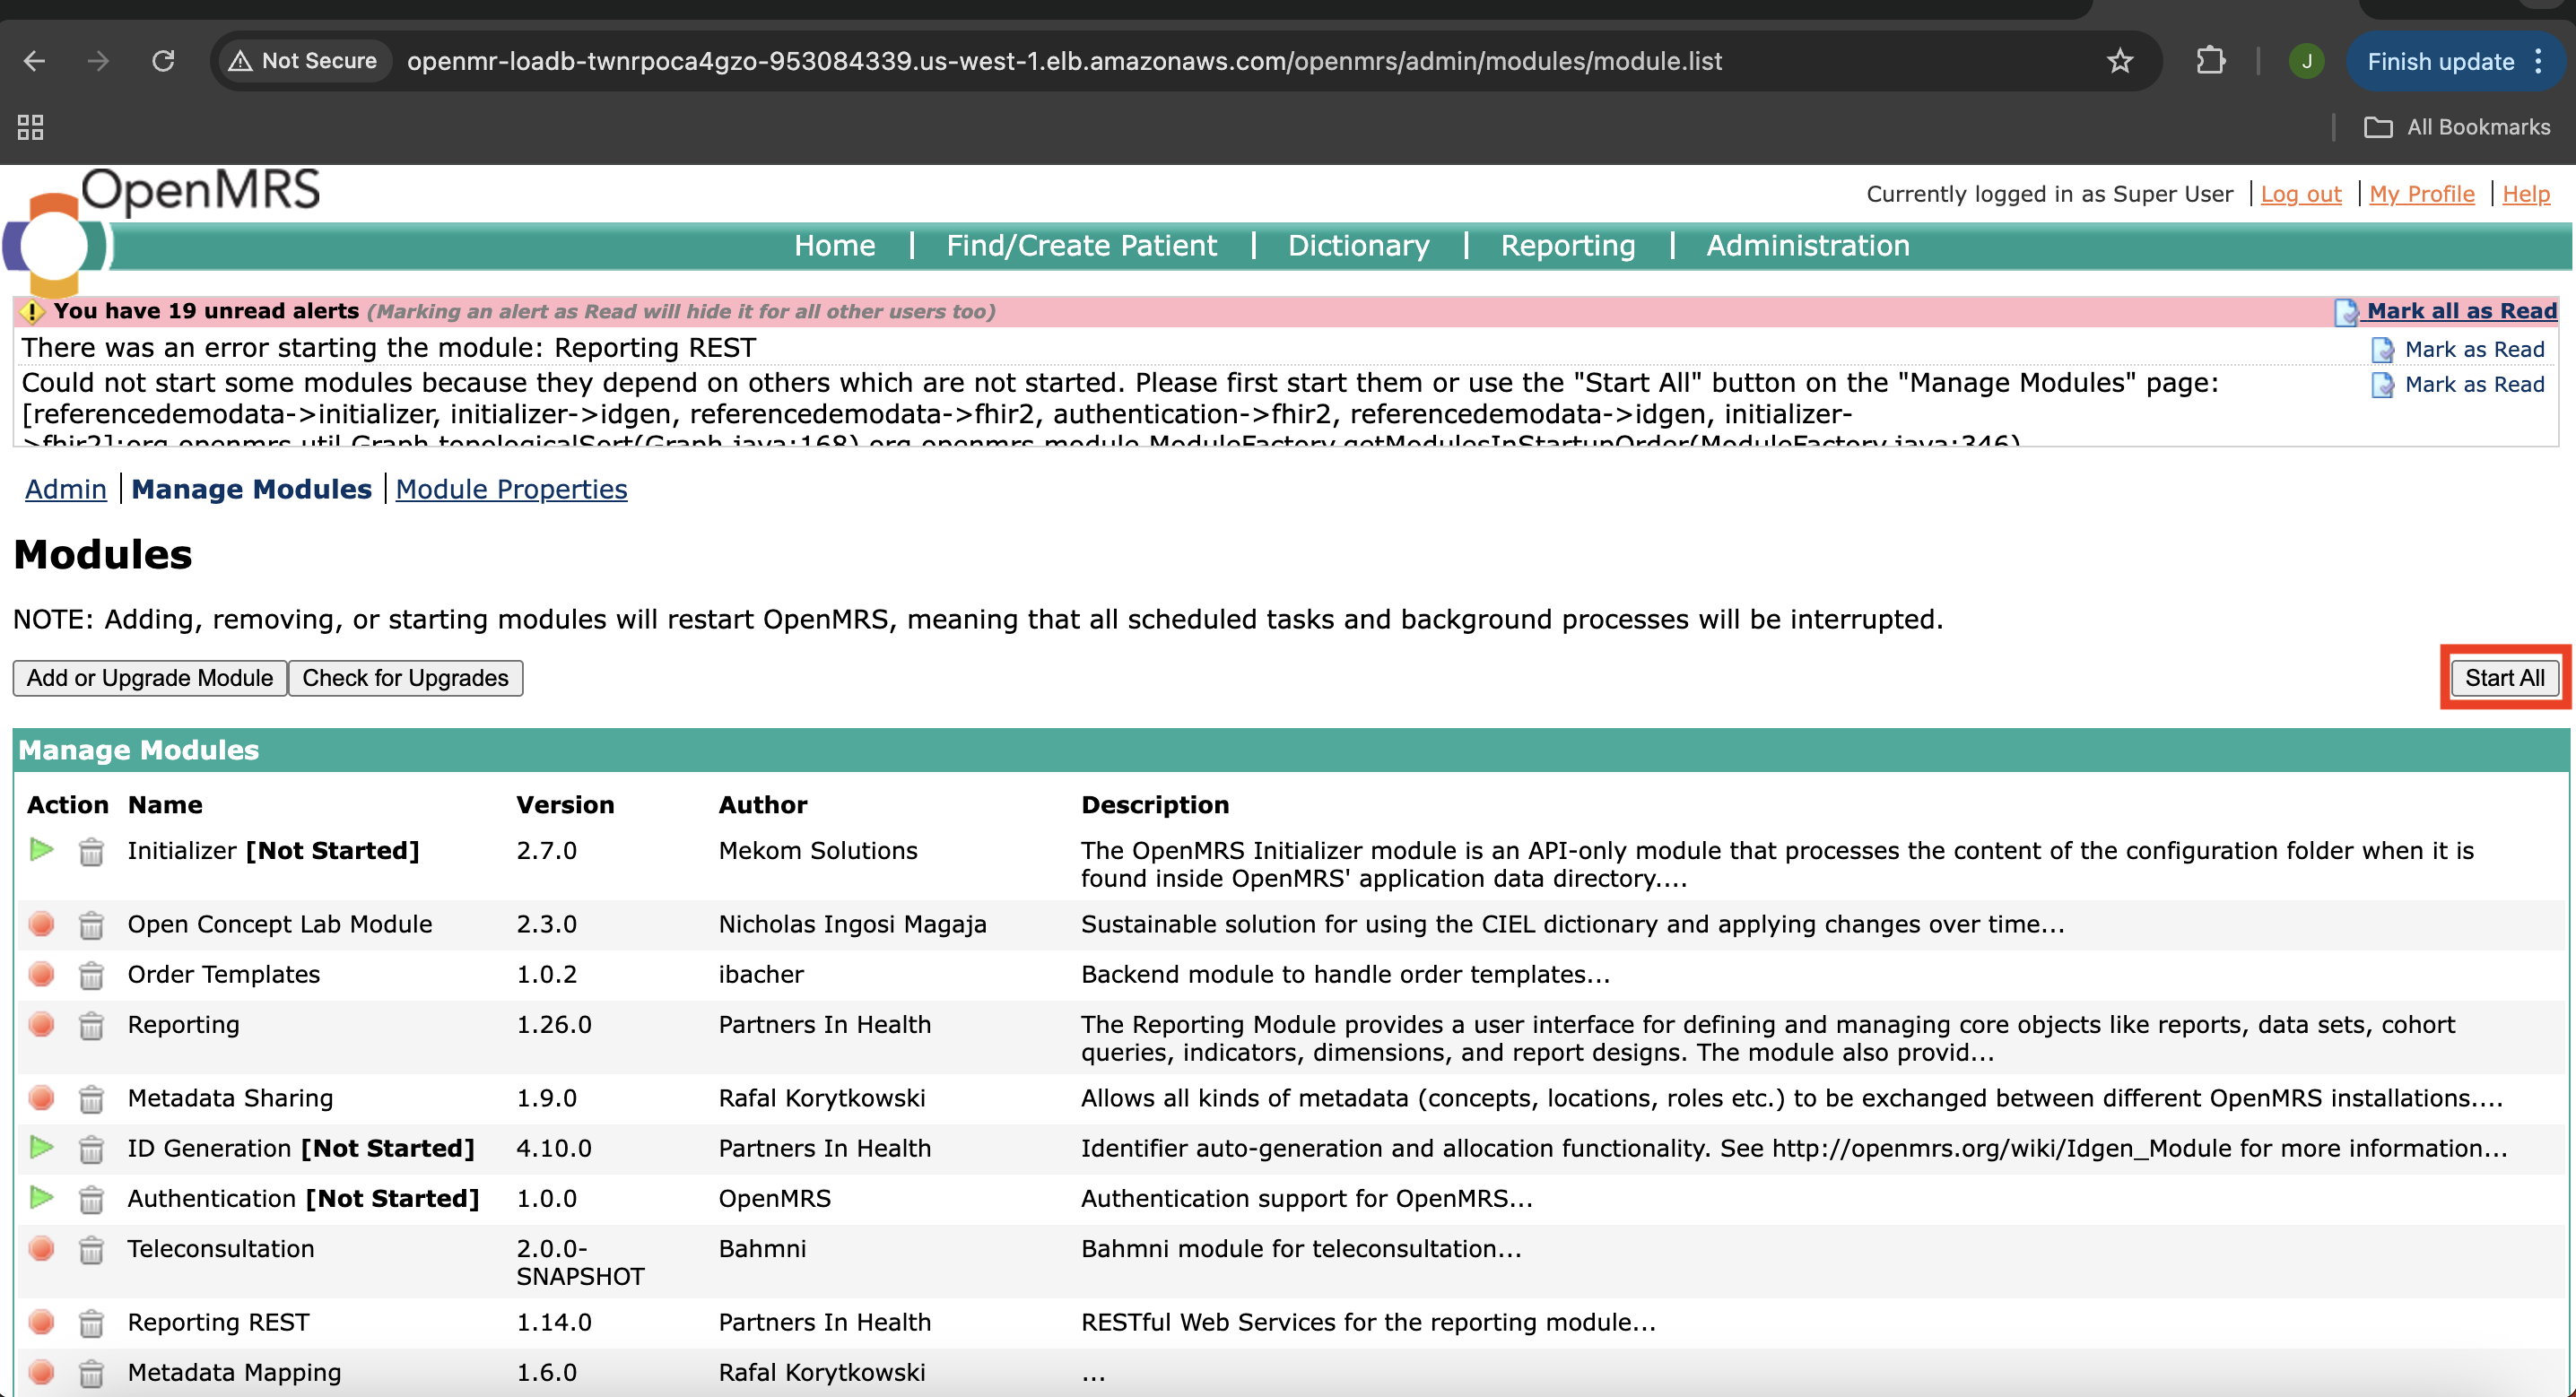 Not Secure openmr-loadb-twnrpoca4gzo-953084339.us-west-1.elb.amazonaws.com/openmrs/admin/modules/module.list J Finish update
All Bookmarks
OpenMRS
Currently logged in as Super User Log out My Profile Help
Home Find/Create Patient Dictionary Reporting Administration
You have 19 unread alerts (Marking an alert as Read will hide it for all other users too) Mark all as Read
There was an error starting the module: Reporting REST Mark as Read
Could not start some modules because they depend on others which are not started. Please first start them or use the "Start All" button on the "Manage Modules" page: Mark as Read
[referencedemodata->initializer, initializer->idgen, referencedemodata->fhir2, authentication->fhir2, referencedemodata->idgen, initializer-
>fhir2]:org.openmrs.util.Graph.topologicalSort(Graph.java:168) org.openmrs.module.ModuleFactory.getModulesInStartupOrder(ModuleFactory.java:346)
Admin Manage Modules Module Properties
Modules
NOTE: Adding, removing, or starting modules will restart OpenMRS, meaning that all scheduled tasks and background processes will be interrupted.
Add or Upgrade Module Check for Upgrades Start All
Manage Modules
Action Name Version Author Description
Initializer [Not Started] 2.7.0 Mekom Solutions The OpenMRS Initializer module is an API-only module that processes the content of the configuration folder when it is
found inside OpenMRS' application data directory....
Open Concept Lab Module 2.3.0 Nicholas Ingosi Magaja Sustainable solution for using the CIEL dictionary and applying changes over time...
Order Templates 1.0.2 ibacher Backend module to handle order templates...
Reporting 1.26.0 Partners In Health The Reporting Module provides a user interface for defining and managing core objects like reports, data sets, cohort
queries, indicators, dimensions, and report designs. The module also provid...
Metadata Sharing 1.9.0 Rafal Korytkowski Allows all kinds of metadata (concepts, locations, roles etc.) to be exchanged between different OpenMRS installations....
ID Generation [Not Started] 4.10.0 Partners In Health Identifier auto-generation and allocation functionality. See http://openmrs.org/wiki/Idgen_Module for more information...
Authentication [Not Started] 1.0.0 OpenMRS Authentication support for OpenMRS...
Teleconsultation 2.0.0- Bahmni Bahmni module for teleconsultation...
SNAPSHOT
Reporting REST 1.14.0 Partners In Health RESTful Web Services for the reporting module...
Metadata Mapping 1.6.0 Rafal Korytkowski ...